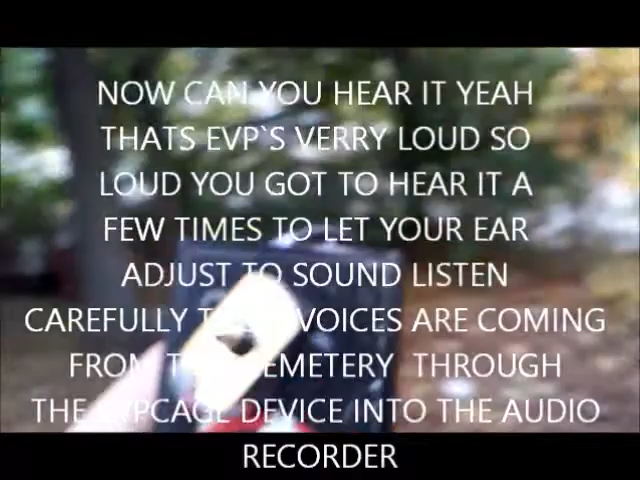 NOW CAN YOU HEAR IT YEAH
THATS EVP`S VERRY LOUD SO
LOUD YOU GOT TO HEAR IT A
FEW TIMES TO LET YOUR EAR
ADJUST TO SOUND LISTEN
CAREFULLY VOICES ARE COMING
FROM CEMETERY THROUGH
THE DEVICE INTO THE AUDIO
RECORDER